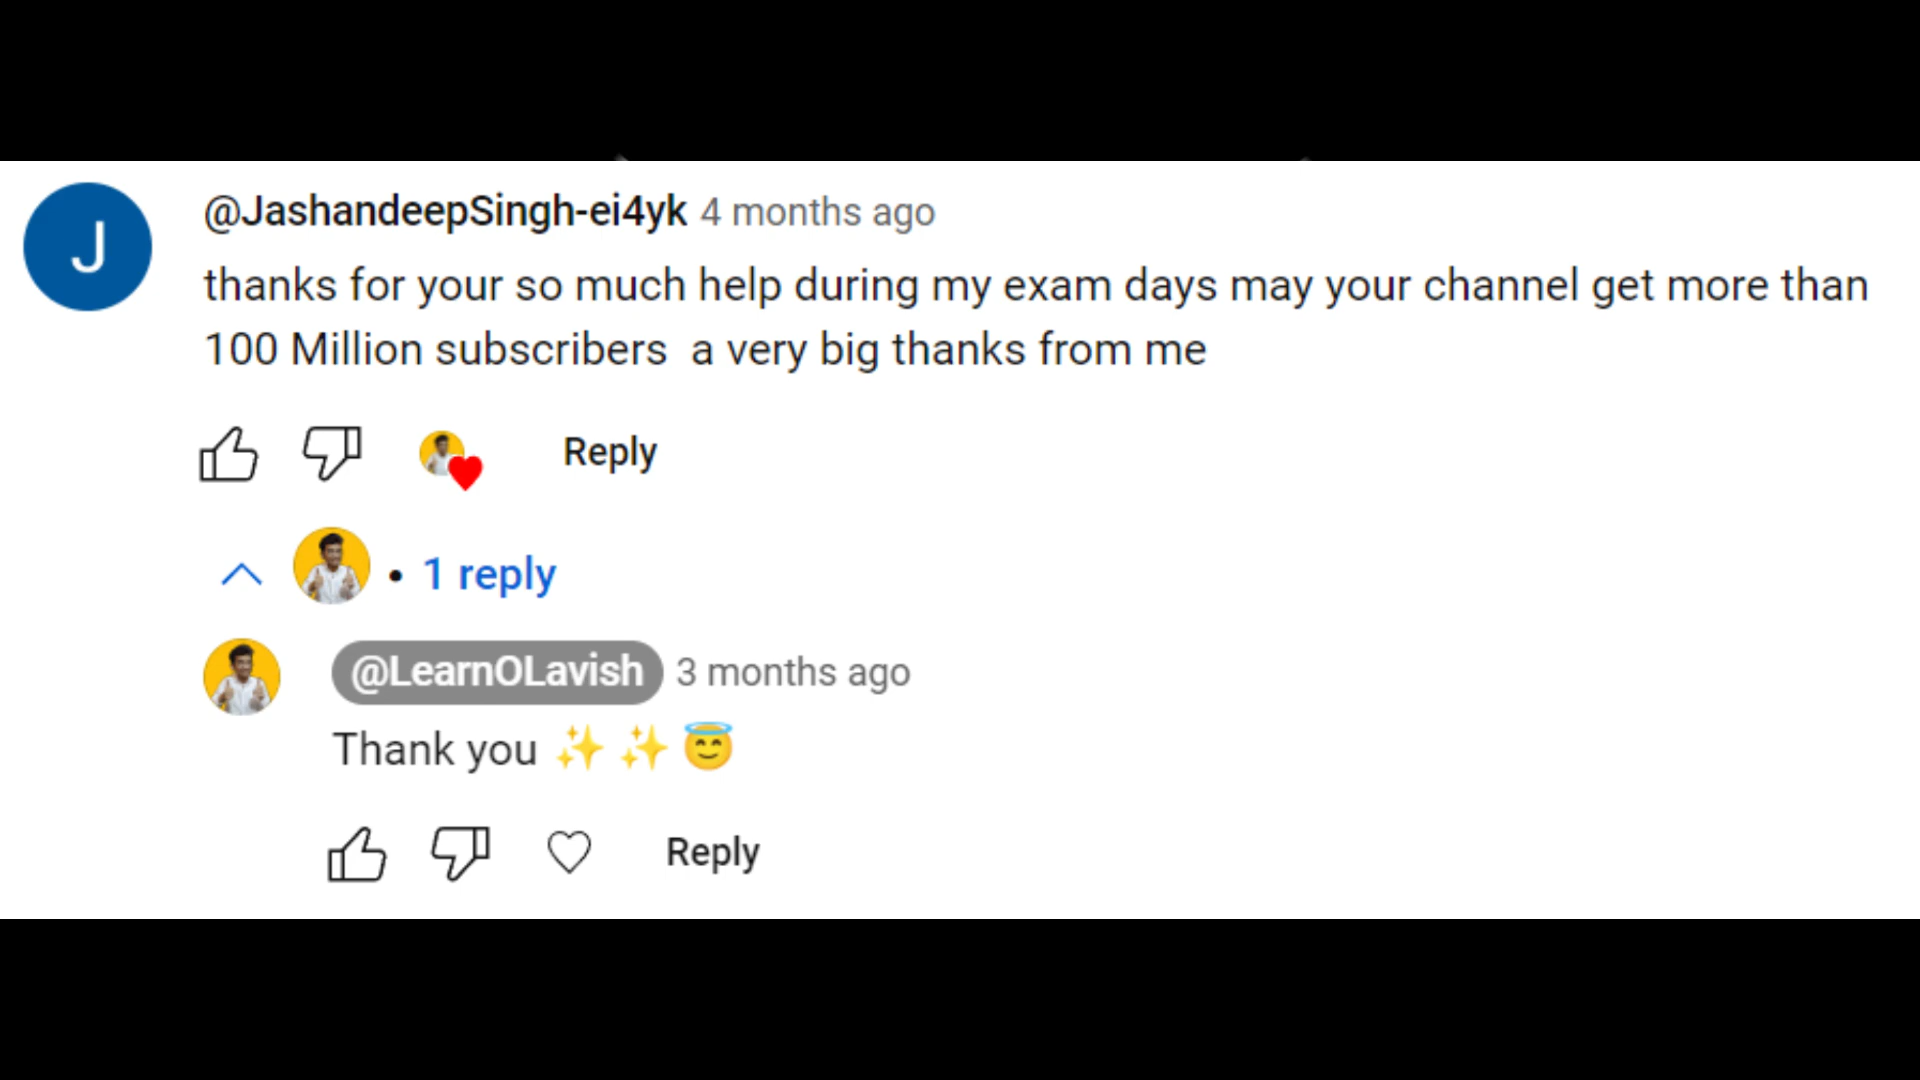 J
@JashandeepSingh-ei4yk 4 months ago
thanks for your so much help during my exam days may your channel get more than
100 Million subscribers  a very big thanks from me
Reply
• 1 reply
@LearnOLavish 3 months ago
Thank you ✨ ✨ 😇
Reply